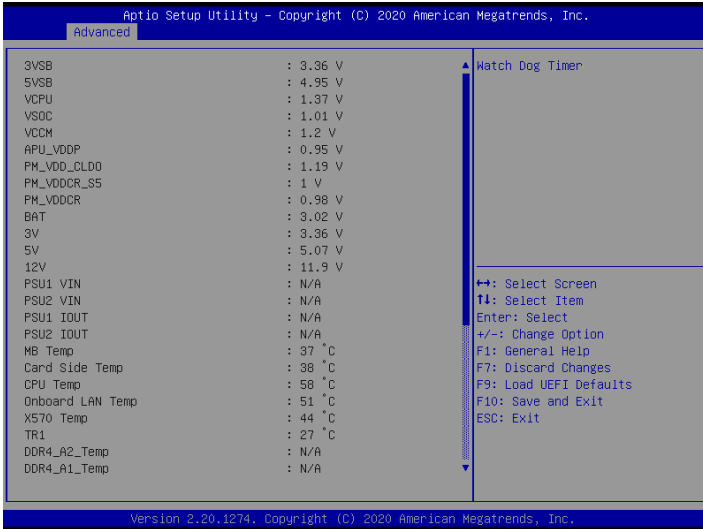 Aptio Setup Utility – Copyright (C) 2020 American Megatrends, Inc.
Advanced
3VSB : 3.36 V
5VSB : 4.95 V
VCPU : 1.37 V
VSOC : 1.01 V
VCCM : 1.2 V
APU_VDDP : 0.95 V
PM_VDD_CLDO : 1.19 V
PM_VDDCR_S5 : 1 V
PM_VDDCR : 0.98 V
BAT : 3.02 V
3V : 3.36 V
5V : 5.07 V
12V : 11.9 V
PSU1 VIN : N/A
PSU2 VIN : N/A
PSU1 IOUT : N/A
PSU2 IOUT : N/A
MB Temp : 37 °C
Card Side Temp : 38 °C
CPU Temp : 58 °C
Onboard LAN Temp : 51 °C
X570 Temp : 44 °C
TR1 : 27 °C
DDR4_A2_Temp : N/A
DDR4_A1_Temp : N/A
Watch Dog Timer
↔: Select Screen
↑↓: Select Item
Enter: Select
+/-: Change Option
F1: General Help
F7: Discard Changes
F9: Load UEFI Defaults
F10: Save and Exit
ESC: Exit
Version 2.20.1274. Copyright (C) 2020 American Megatrends, Inc.